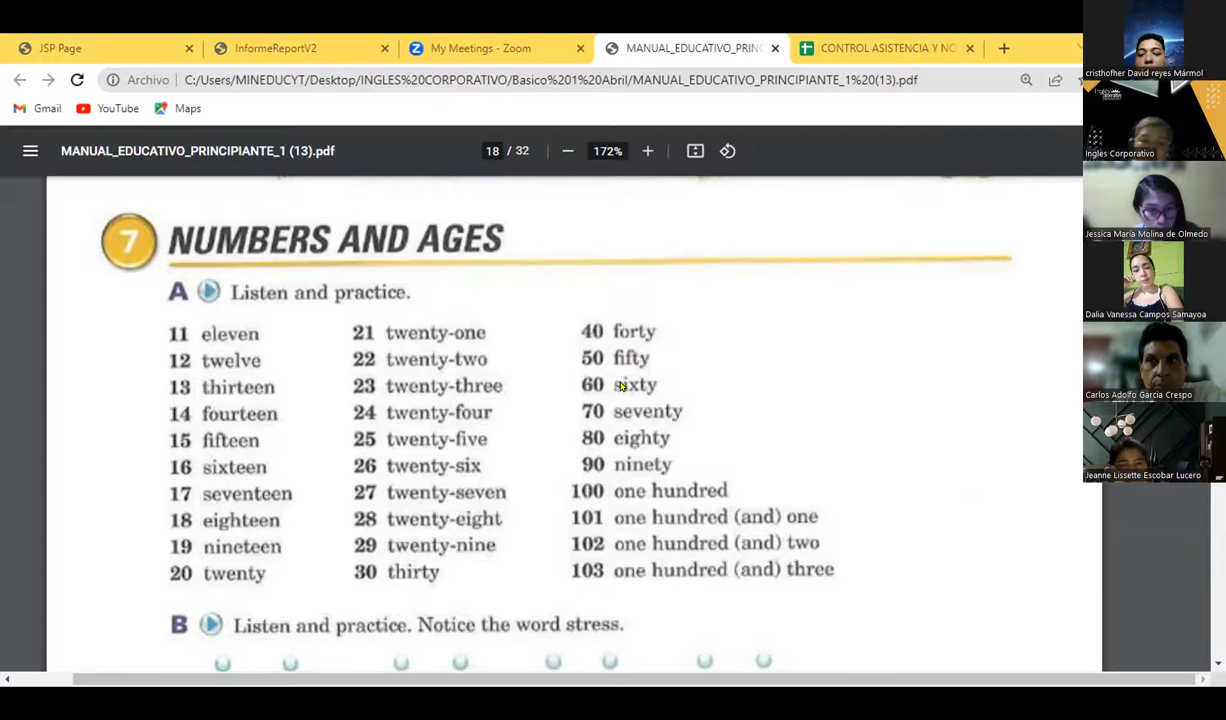 JSP Page
InformeReportV2
My Meetings - Zoom
MANUAL_EDUCATIVO_PRIN
CONTROL ASISTENCIA Y NO
Archivo C:/Users/MINEDUCYT/Desktop/INGLES%20CORPORATIVO/Basico%201%20Abril/MANUAL_EDUCATIVO_PRINCIPIANTE_1%20(13).pdf
Gmail YouTube Maps
MANUAL_EDUCATIVO_PRINCIPIANTE_1 (13).pdf
18 / 32
172%
7 NUMBERS AND AGES
A Listen and practice.
11 eleven
12 twelve
13 thirteen
14 fourteen
15 fifteen
16 sixteen
17 seventeen
18 eighteen
19 nineteen
20 twenty
21 twenty-one
22 twenty-two
23 twenty-three
24 twenty-four
25 twenty-five
26 twenty-six
27 twenty-seven
28 twenty-eight
29 twenty-nine
30 thirty
40 forty
50 fifty
60 sixty
70 seventy
80 eighty
90 ninety
100 one hundred
101 one hundred (and) one
102 one hundred (and) two
103 one hundred (and) three
B Listen and practice. Notice the word stress.
cristhofher David reyes Mármol
Ingles Corporativo
Jessica María Molina de Olmedo
Dalia Vanessa Campos Samayoa
Carlos Adolfo Garcia Crespo
Jeanne Lissette Escobar Lucero